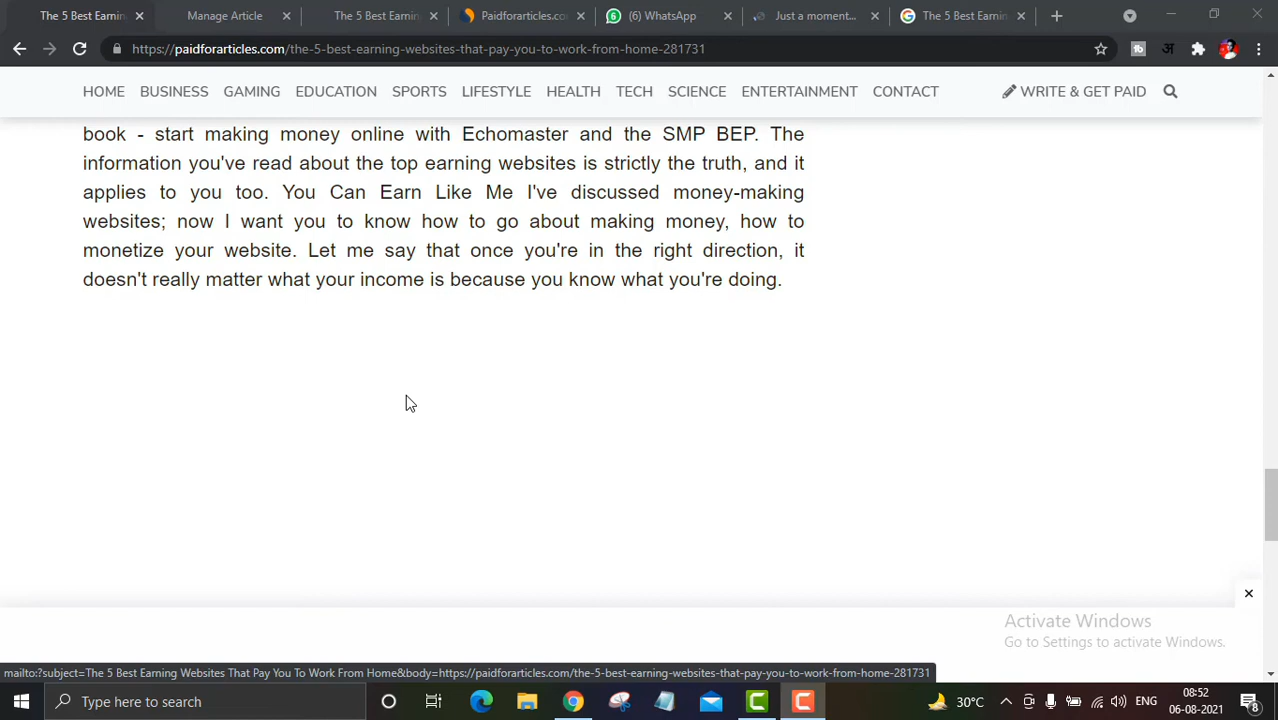 The 5 Best Earnin
Manage Article
The 5 Best Earnin
Paidforarticles.co
(6) WhatsApp
Just a moment...
The 5 Best Earnin
https://paidforarticles.com/the-5-best-earning-websites-that-pay-you-to-work-from-home-281731
HOME BUSINESS GAMING EDUCATION SPORTS LIFESTYLE HEALTH TECH SCIENCE ENTERTAINMENT CONTACT WRITE & GET PAID
book - start making money online with Echomaster and the SMP BEP. The
information you've read about the top earning websites is strictly the truth, and it
applies to you too. You Can Earn Like Me I've discussed money-making
websites; now I want you to know how to go about making money, how to
monetize your website. Let me say that once you're in the right direction, it
doesn't really matter what your income is because you know what you're doing.
Activate Windows
Go to Settings to activate Windows.
mailto:?subject=The 5 Best Earning Websites That Pay You To Work From Home&body=https://paidforarticles.com/the-5-best-earning-websites-that-pay-you-to-work-from-home-281731
Type here to search
30°C
ENG
08:52
06-08-2021
8